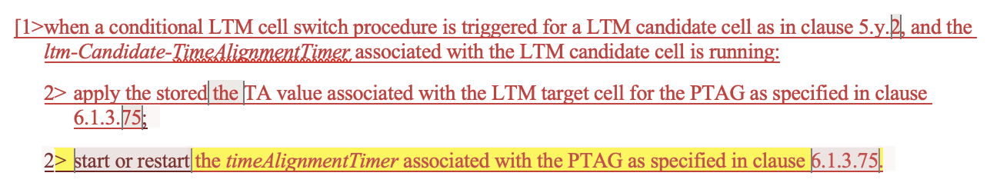 [1>when a conditional LTM cell switch procedure is triggered for a LTM candidate cell as in clause 5.y.2, and the
ltm-Candidate-TimeAlignmentTimer associated with the LTM candidate cell is running:
2> apply the stored the TA value associated with the LTM target cell for the PTAG as specified in clause
6.1.3.75;
2> start or restart the timeAlignmentTimer associated with the PTAG as specified in clause 6.1.3.75.